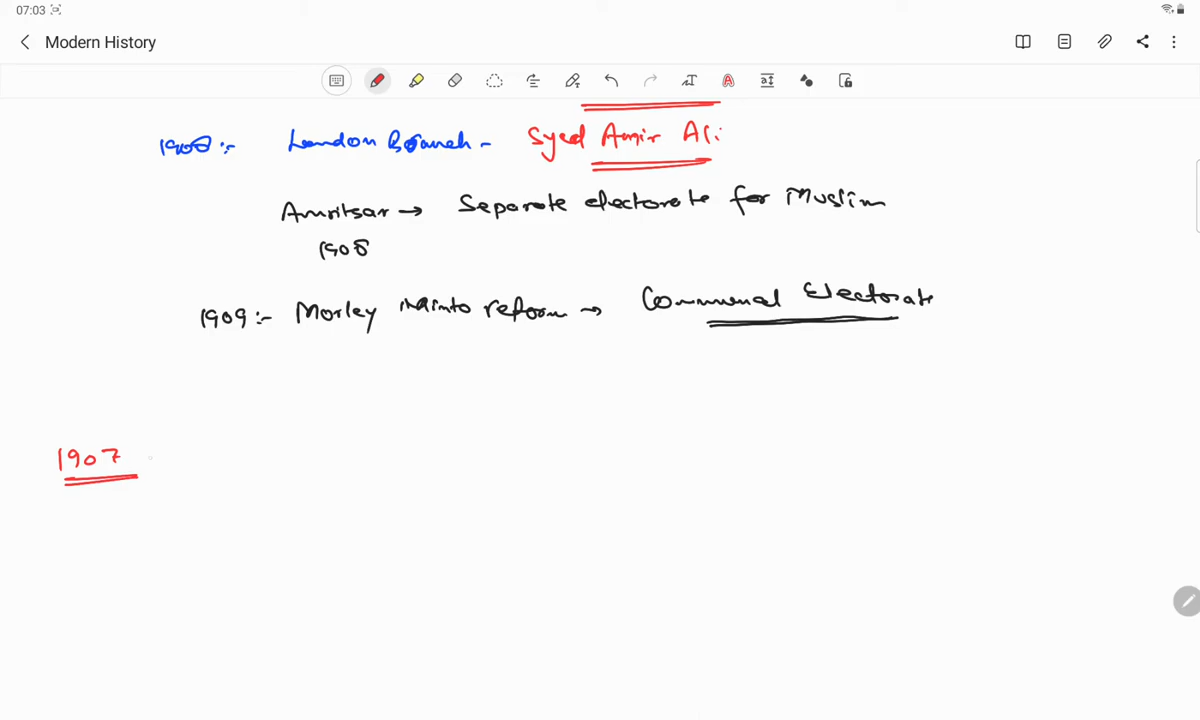 07:03
Modern History
1908 :- London Branch - Syed Amir Ali
Amritsar → Separate electorate for Muslim
1908
1909 :- Morley Minto reform → Communal Electorate
1907